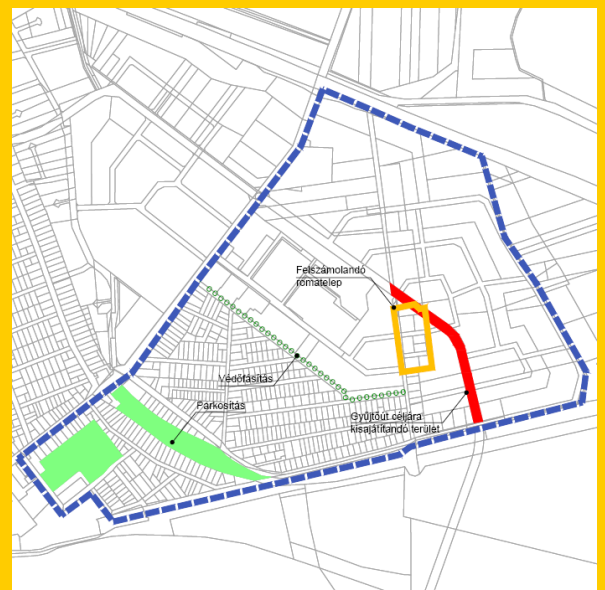 Felszámolandó
romatelep
Védőfásítás
Parkosítás
Gyűjtőút céljára
kisajátítandó terület